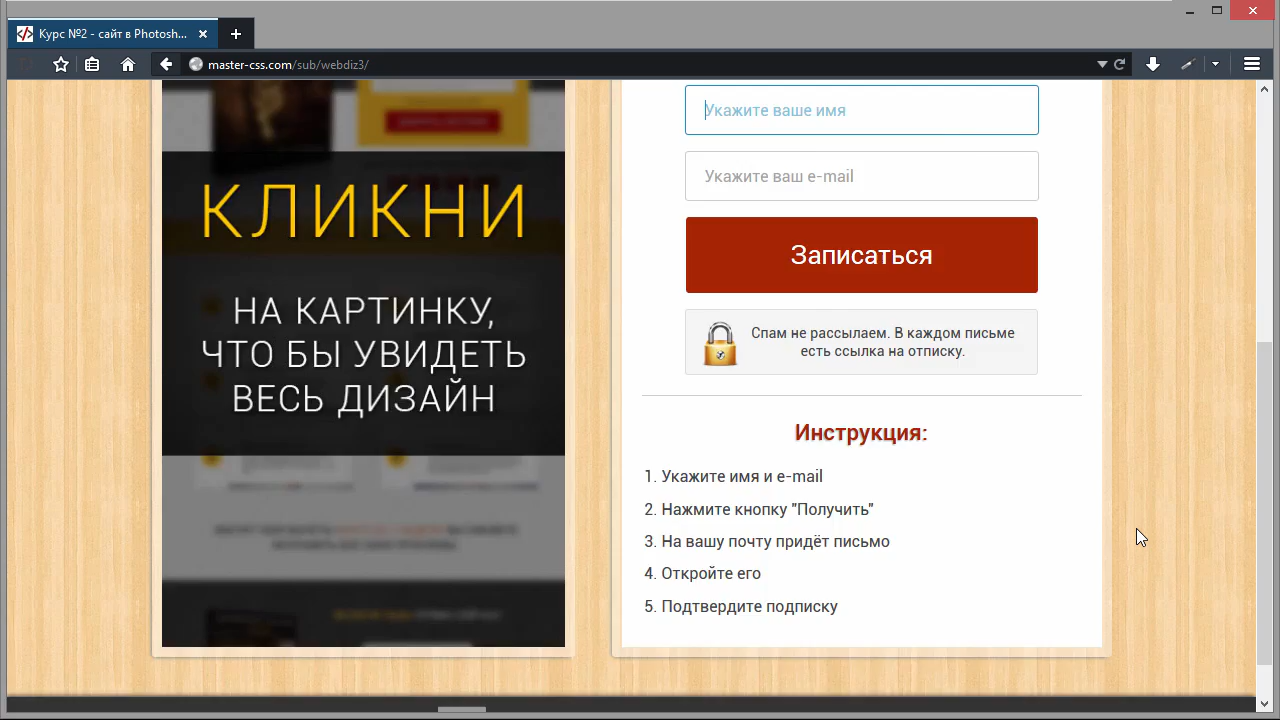 Курс №2 - сайт в Photosh...
master-css.com/sub/webdiz3/
КЛИКНИ
НА КАРТИНКУ,
ЧТО БЫ УВИДЕТЬ
ВЕСЬ ДИЗАЙН
Укажите ваше имя
Укажите ваш e-mail
Записаться
Спам не рассылаем. В каждом письме
есть ссылка на отписку.
Инструкция:
1. Укажите имя и e-mail
2. Нажмите кнопку "Получить"
3. На вашу почту придёт письмо
4. Откройте его
5. Подтвердите подписку